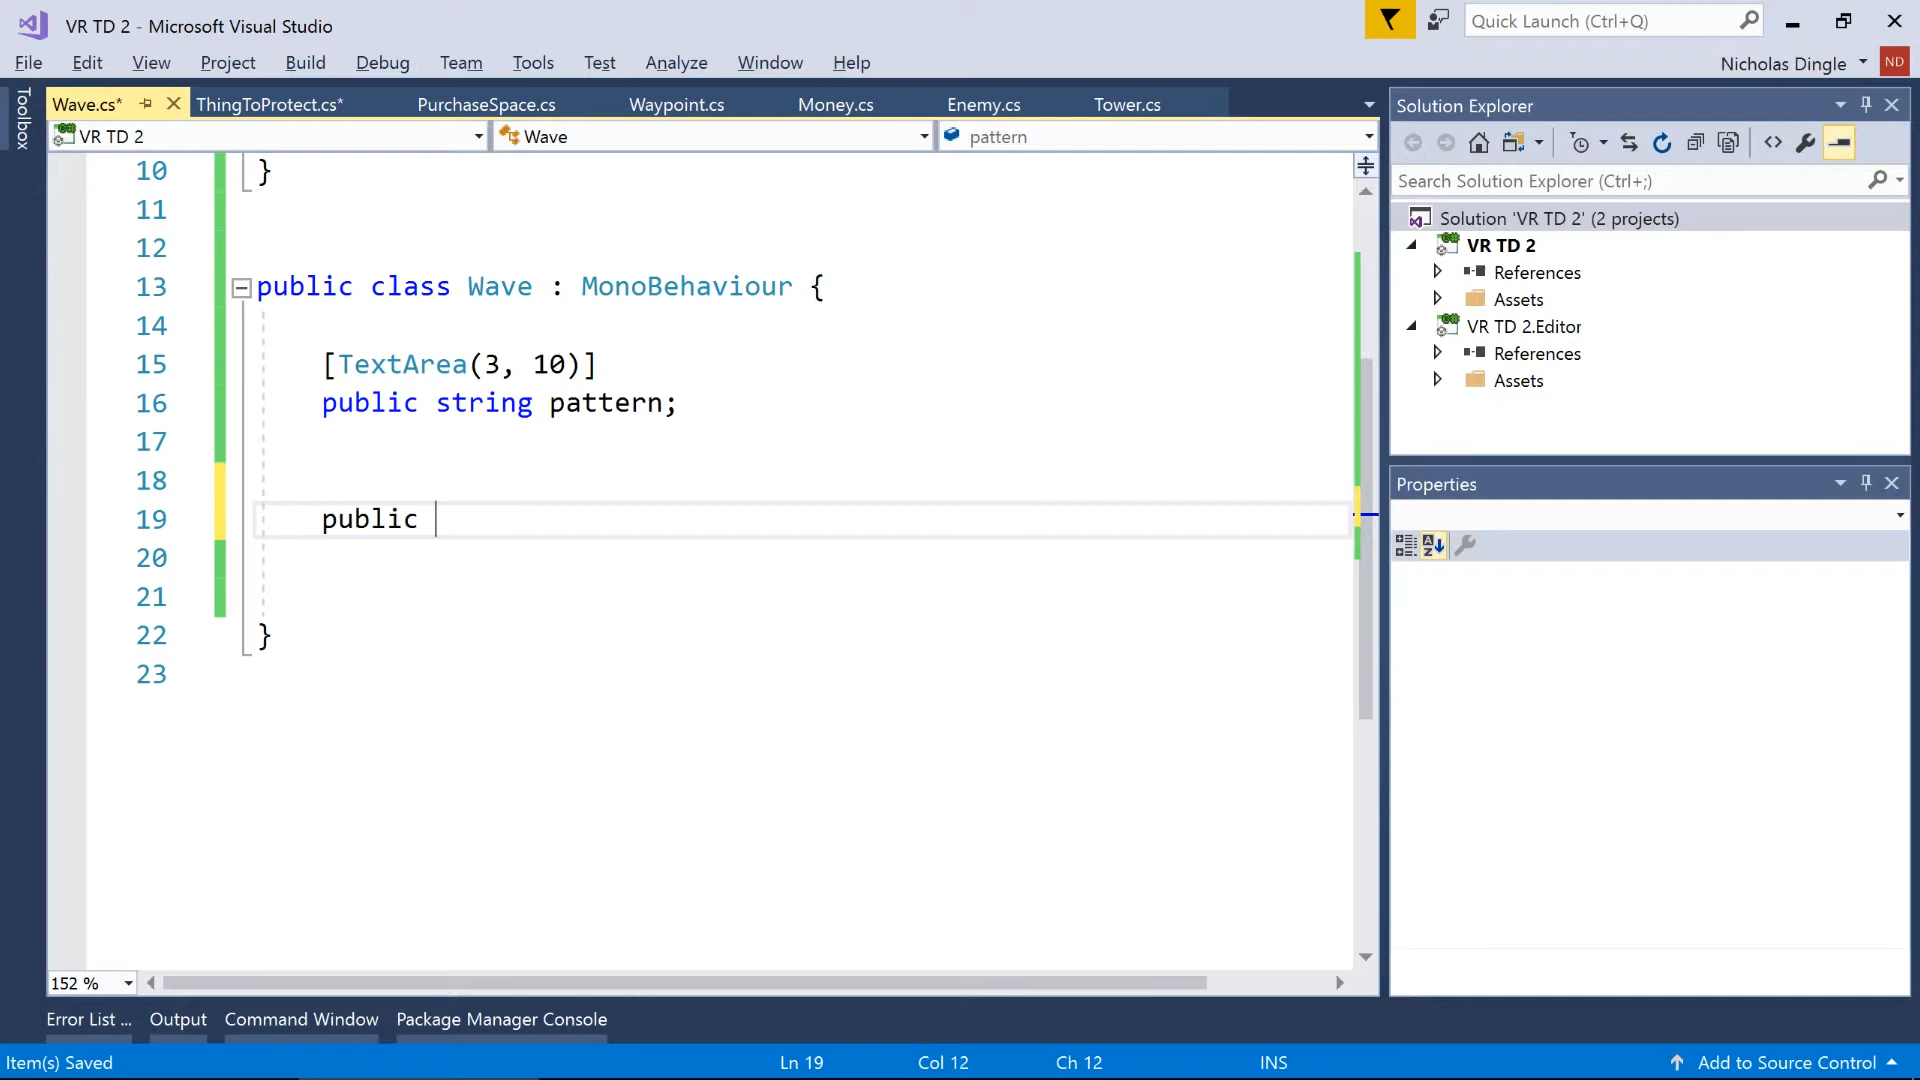 VR TD 2 - Microsoft Visual Studio
Quick Launch (Ctrl+Q)
File Edit View Project Build Debug Team Tools Test Analyze Window Help
Nicholas Dingle
ND
Toolbox
Wave.cs* ThingToProtect.cs* PurchaseSpace.cs Waypoint.cs Money.cs Enemy.cs Tower.cs
VR TD 2
Wave
pattern
10 }
11
12
13 public class Wave : MonoBehaviour {
14
15 [TextArea(3, 10)]
16 public string pattern;
17
18
19 public
20
21
22 }
23
152 %
Solution Explorer
Search Solution Explorer (Ctrl+;)
Solution 'VR TD 2' (2 projects)
VR TD 2
References
Assets
VR TD 2.Editor
References
Assets
Properties
Error List ... Output Command Window Package Manager Console
Item(s) Saved
Ln 19 Col 12 Ch 12 INS
Add to Source Control